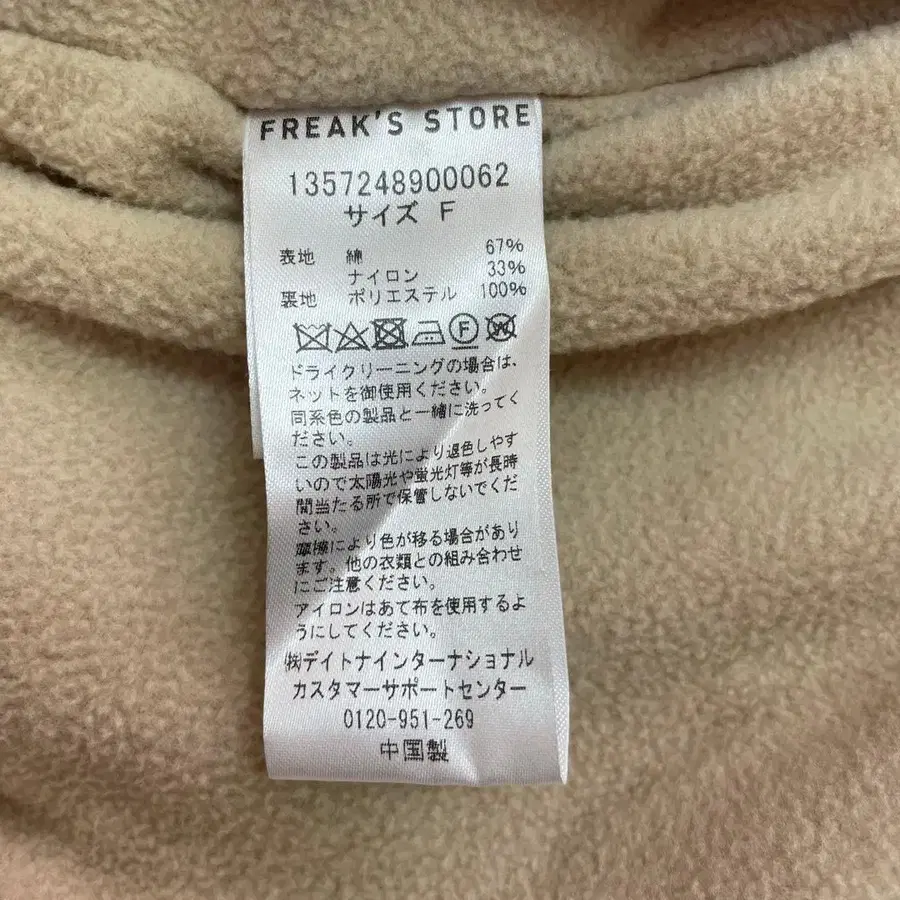 FREAK'S STORE
1357248900062
サイズ F
表地 綿 67%
ナイロン 33%
裏地 ポリエステル 100%
F W
ドライクリーニングの場合は、
ネットを御使用ください。
同系色の製品と一緒に洗ってく
ださい。
この製品は光により退色しやす
いので太陽光や蛍光灯等が長時
間当たる所で保管しないでくだ
さい。
摩擦により色が移る場合があり
ます。他の衣類との組み合わせ
にご注意ください。
アイロンはあて布を使用するよ
うにしてください。
㈱デイトナインターナショナル
カスタマーサポートセンター
0120-951-269
中国製